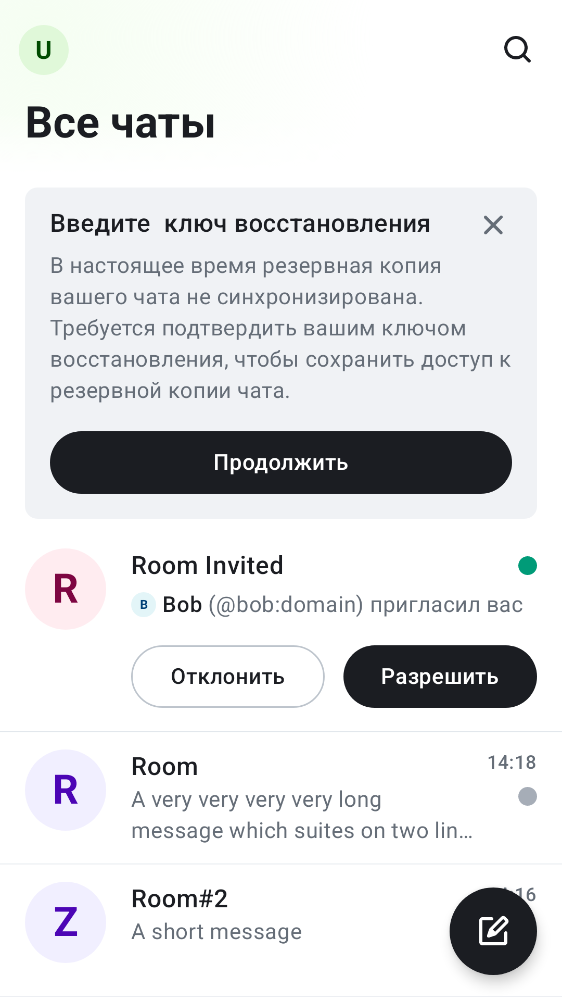 U
Все чаты
Введите  ключ восстановления
В настоящее время резервная копия
вашего чата не синхронизирована.
Требуется подтвердить вашим ключом
восстановления, чтобы сохранить доступ к
резервной копии чата.
Продолжить
R
Room Invited
B Bob (@bob:domain) пригласил вас
Отклонить Разрешить
R
Room 14:18
A very very very very long
message which suites on two lin…
Z
Room#2 16
A short message